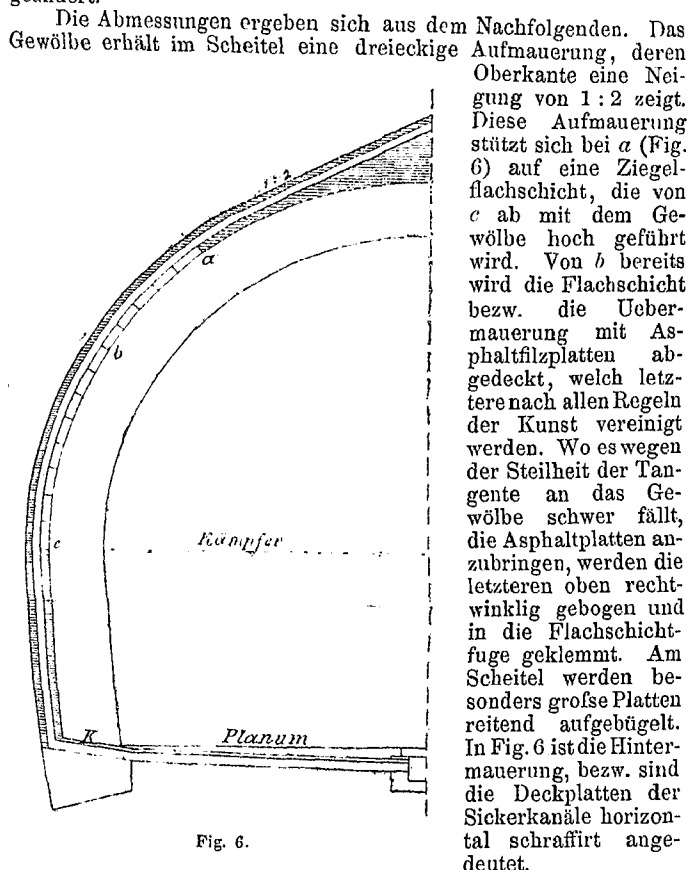 Die Abmessungen ergeben sich aus dem Nachfolgenden. Das
Gewölbe erhält im Scheitel eine dreieckige Aufmauerung, deren
Oberkante eine Nei-
gung von 1 : 2 zeigt.
Diese Aufmauerung
stützt sich bei a (Fig.
6) auf eine Ziegel-
flachschicht, die von
c ab mit dem Ge-
wölbe hoch geführt
wird. Von b bereits
wird die Flachschicht
bezw. die Ueber-
mauerung mit As-
phaltfilzplatten ab-
gedeckt, welch letz-
tere nach allen Regeln
der Kunst vereinigt
werden. Wo es wegen
der Steilheit der Tan-
gente an das Ge-
wölbe schwer fällt,
die Asphaltplatten an-
zubringen, werden die
letzteren oben recht-
winklig gebogen und
in die Flachschicht-
fuge geklemmt. Am
Scheitel werden be-
sonders große Platten
reitend aufgebügelt.
In Fig. 6 ist die Hinter-
mauerung, bezw. sind
die Deckplatten der
Sickerkanäle horizon-
tal schraffirt ange-
deutet.
1:2
a
b
c
Kämpfer
K
Planum
Fig. 6.